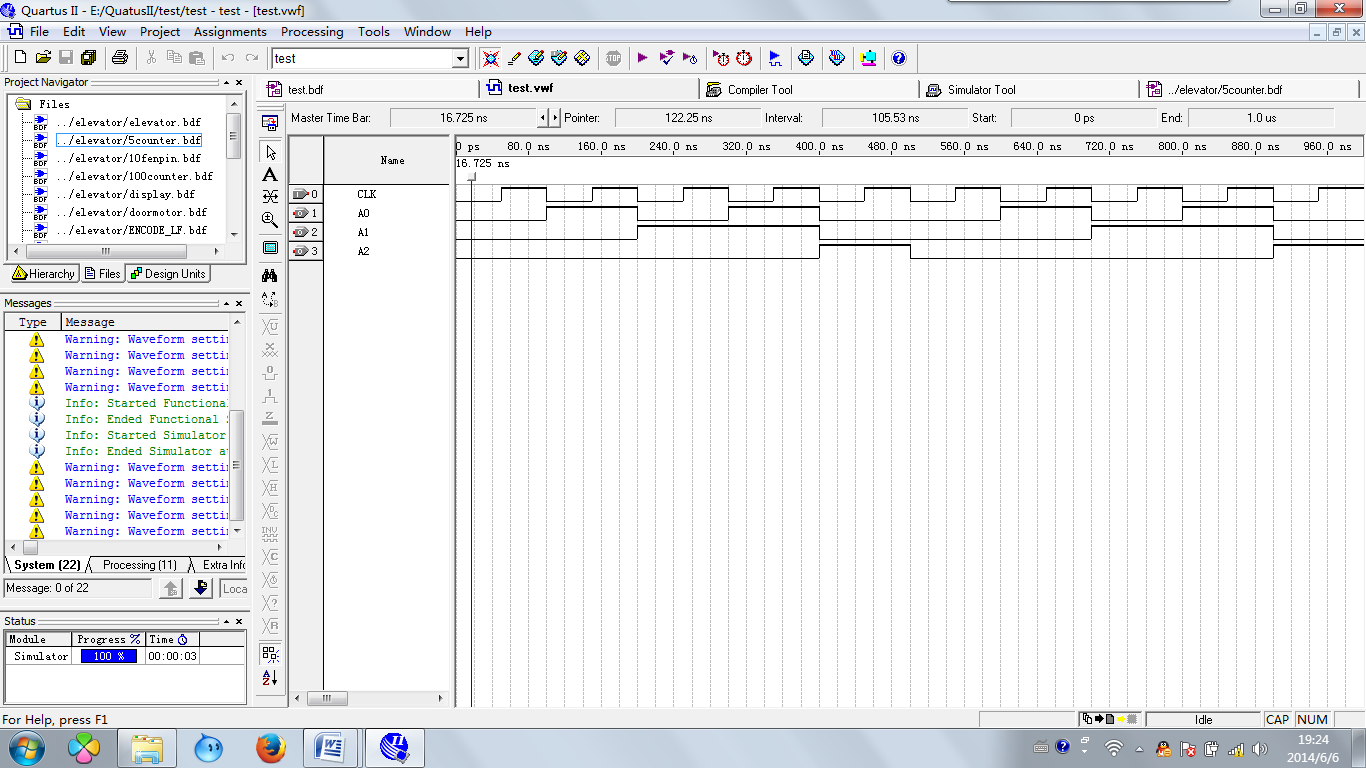 Quartus II - E:/QuatusII/test/test - test - [test.vwf]
File Edit View Project Assignments Processing Tools Window Help
test
STOP
Project Navigator
Files
../elevator/elevator.bdf
../elevator/5counter.bdf
../elevator/10fenpin.bdf
../elevator/100counter.bdf
../elevator/display.bdf
../elevator/doormotor.bdf
../elevator/ENCODE_LF.bdf
Hierarchy Files Design Units
Messages
Type Message
Warning: Waveform settin
Warning: Waveform settin
Warning: Waveform settin
Warning: Waveform settin
Info: Started Functional
Info: Ended Functional
Info: Started Simulator
Info: Ended Simulator
Warning: Waveform settin
Warning: Waveform settin
Warning: Waveform settin
Warning: Waveform settin
Warning: Waveform settin
System (22) Processing (11) Extra Info
Message: 0 of 22 Loca
Status
Module Progress % Time
Simulator 100 % 00:00:03
test.bdf test.vwf Compiler Tool Simulator Tool ../elevator/5counter.bdf
Master Time Bar: 16.725 ns Pointer: 122.25 ns Interval: 105.53 ns Start: 0 ps End: 1.0 us
Name
0 ps 80.0 ns 160.0 ns 240.0 ns 320.0 ns 400.0 ns 480.0 ns 560.0 ns 640.0 ns 720.0 ns 800.0 ns 880.0 ns 960.0 ns
16.725 ns
0 CLK
1 A0
2 A1
3 A2
For Help, press F1
Idle CAP NUM
19:24
2014/6/6